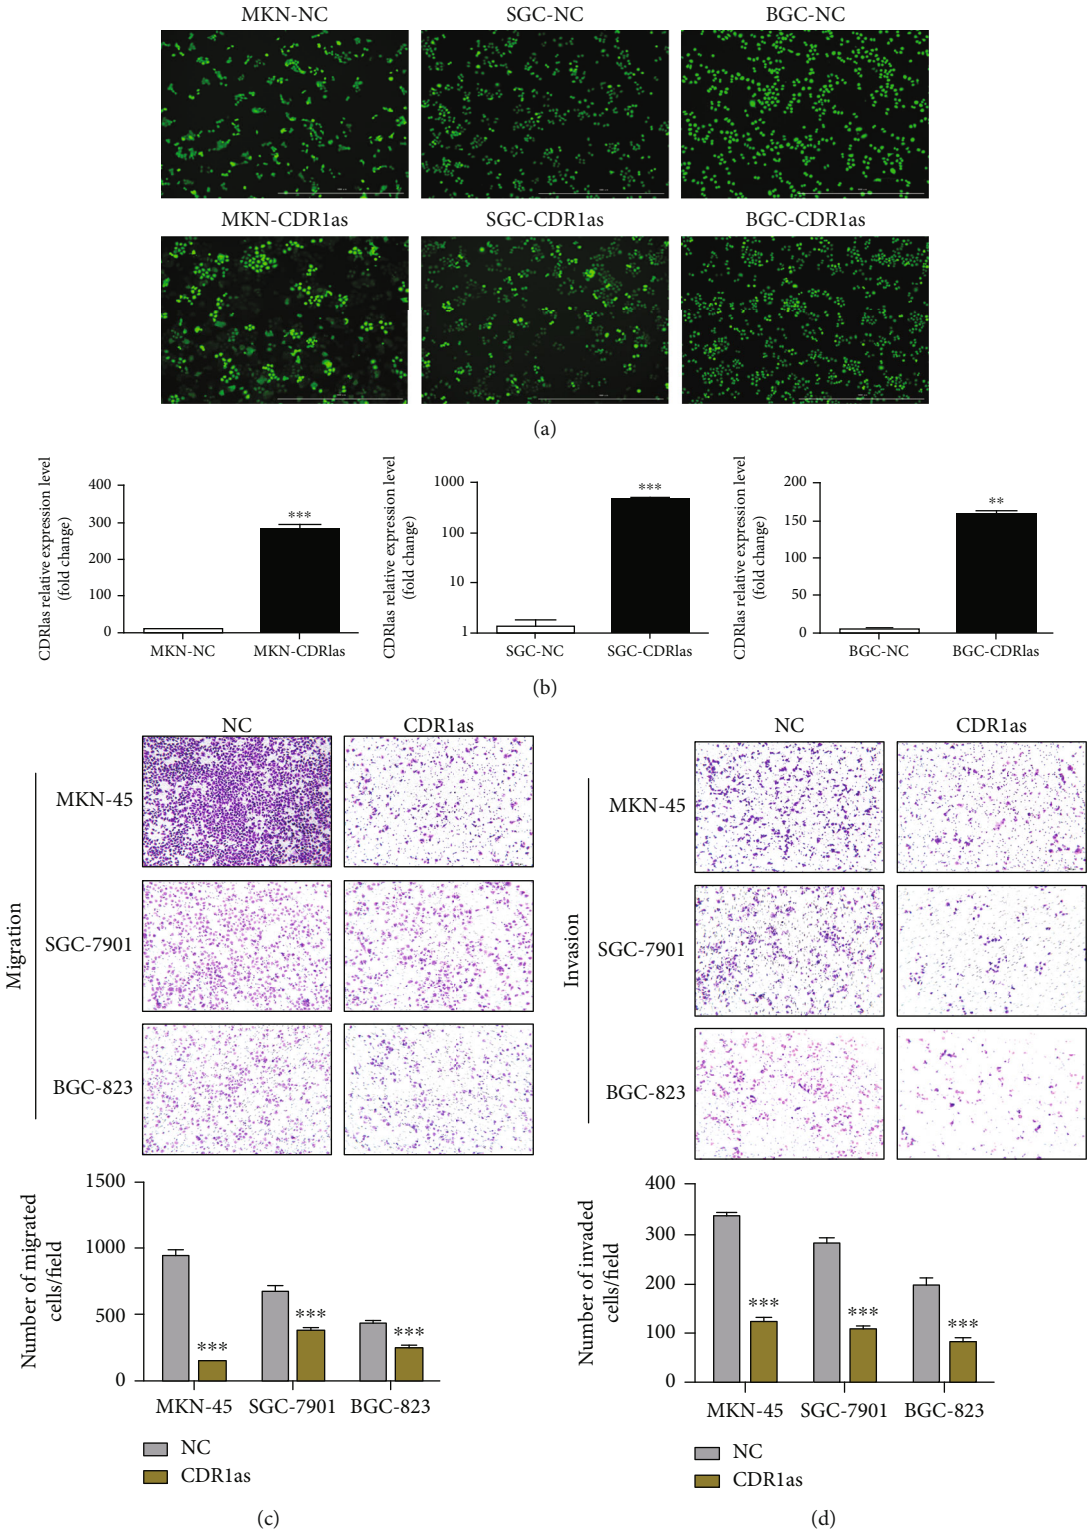 MKN-NC
SGC-NC
BGC-NC
MKN-CDR1as
SGC-CDR1as
BGC-CDR1as
(a)
CDRlas relative expression level
(fold change)
400
300
200
100
0
***
MKN-NC
MKN-CDRlas
CDRlas relative expression level
(fold change)
1000
100
10
1
***
SGC-NC
SGC-CDRlas
CDRlas relative expression level
(fold change)
200
150
100
50
0
**
BGC-NC
BGC-CDRlas
(b)
NC
CDR1as
Migration
MKN-45
SGC-7901
BGC-823
Number of migrated
cells/field
1500
1000
500
0
***
***
***
MKN-45
SGC-7901
BGC-823
NC
CDR1as
(c)
NC
CDR1as
Invasion
MKN-45
SGC-7901
BGC-823
Number of invaded
cells/field
400
300
200
100
0
***
***
***
MKN-45
SGC-7901
BGC-823
NC
CDR1as
(d)